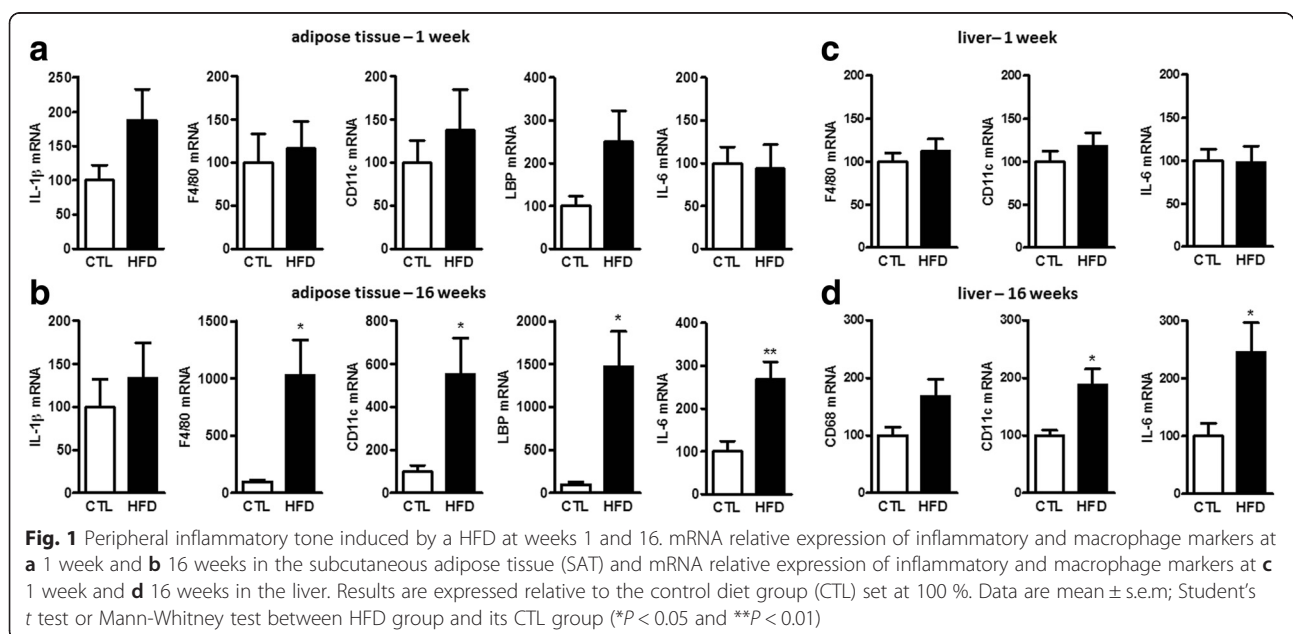 a
adipose tissue – 1 week
IL-1β mRNA
250
200
150
100
50
0
CTL HFD
F4/80 mRNA
200
150
100
50
0
CTL HFD
CD11c mRNA
200
150
100
50
0
CTL HFD
LBP mRNA
400
300
200
100
0
CTL HFD
IL-6 mRNA
200
150
100
50
0
CTL HFD
c
liver– 1 week
F4/80 mRNA
200
150
100
50
0
CTL HFD
CD11c mRNA
200
150
100
50
0
CTL HFD
IL-6 mRNA
200
150
100
50
0
CTL HFD
b
adipose tissue – 16 weeks
IL-1β mRNA
200
150
100
50
0
CTL HFD
F4/80 mRNA
1500
1000
500
0
*
CTL HFD
CD11c mRNA
800
600
400
200
0
*
CTL HFD
LBP mRNA
2000
1500
1000
500
0
*
CTL HFD
IL-6 mRNA
400
300
200
100
0
**
CTL HFD
d
liver – 16 weeks
CD68 mRNA
300
200
100
0
CTL HFD
CD11c mRNA
300
200
100
0
*
CTL HFD
IL-6 mRNA
300
200
100
0
*
CTL HFD
Fig. 1 Peripheral inflammatory tone induced by a HFD at weeks 1 and 16. mRNA relative expression of inflammatory and macrophage markers at
a 1 week and b 16 weeks in the subcutaneous adipose tissue (SAT) and mRNA relative expression of inflammatory and macrophage markers at c
1 week and d 16 weeks in the liver. Results are expressed relative to the control diet group (CTL) set at 100 %. Data are mean ± s.e.m; Student's
t test or Mann-Whitney test between HFD group and its CTL group (*P < 0.05 and **P < 0.01)